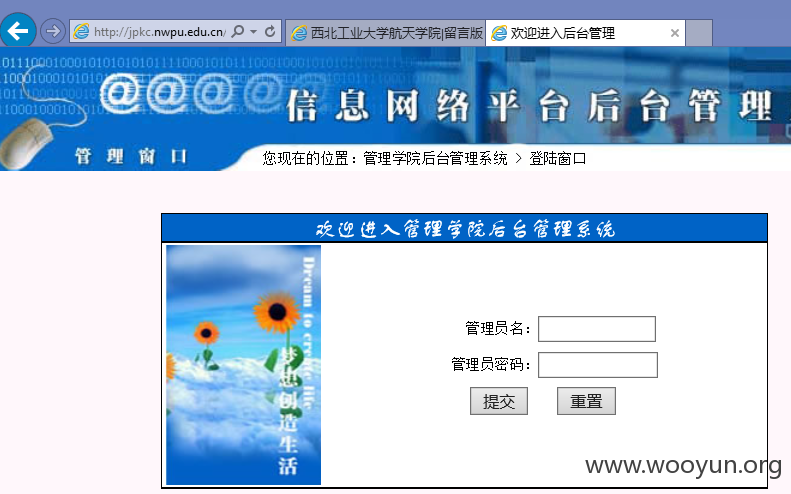 http://jpkc.nwpu.edu.cn/
西北工业大学航天学院|留言版
欢迎进入后台管理
@@@@
信息网络平台后台管理
管理窗口
您现在的位置：管理学院后台管理系统 > 登陆窗口
欢迎进入管理学院后台管理系统
Dream to create life
梦想创造生活
管理员名：
管理员密码：
提交
重置
www.wooyun.org